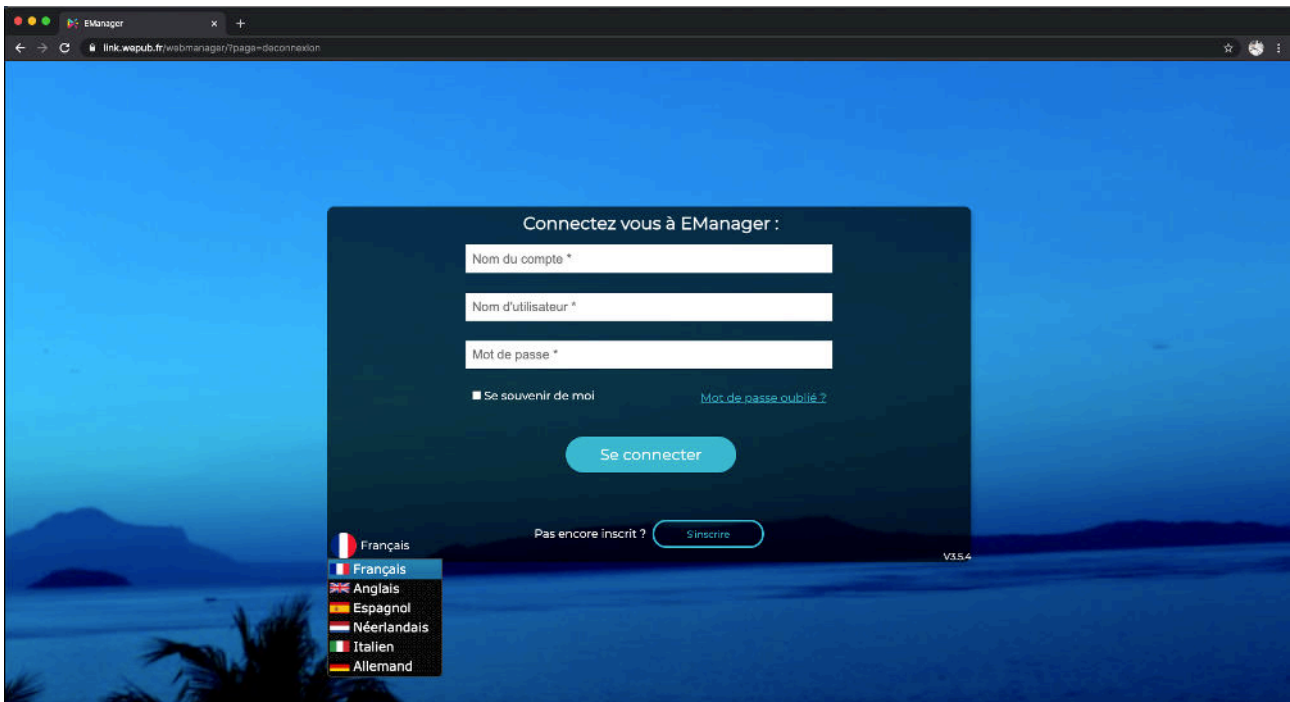 EManager
link.wepub.fr/webmanager/?page=deconnexion
Connectez vous à EManager :
Nom du compte *
Nom d'utilisateur *
Mot de passe *
Se souvenir de moi
Mot de passe oublié ?
Se connecter
Pas encore inscrit ?
S'inscrire
V3.5.4
Français
Français
Anglais
Espagnol
Néerlandais
Italien
Allemand